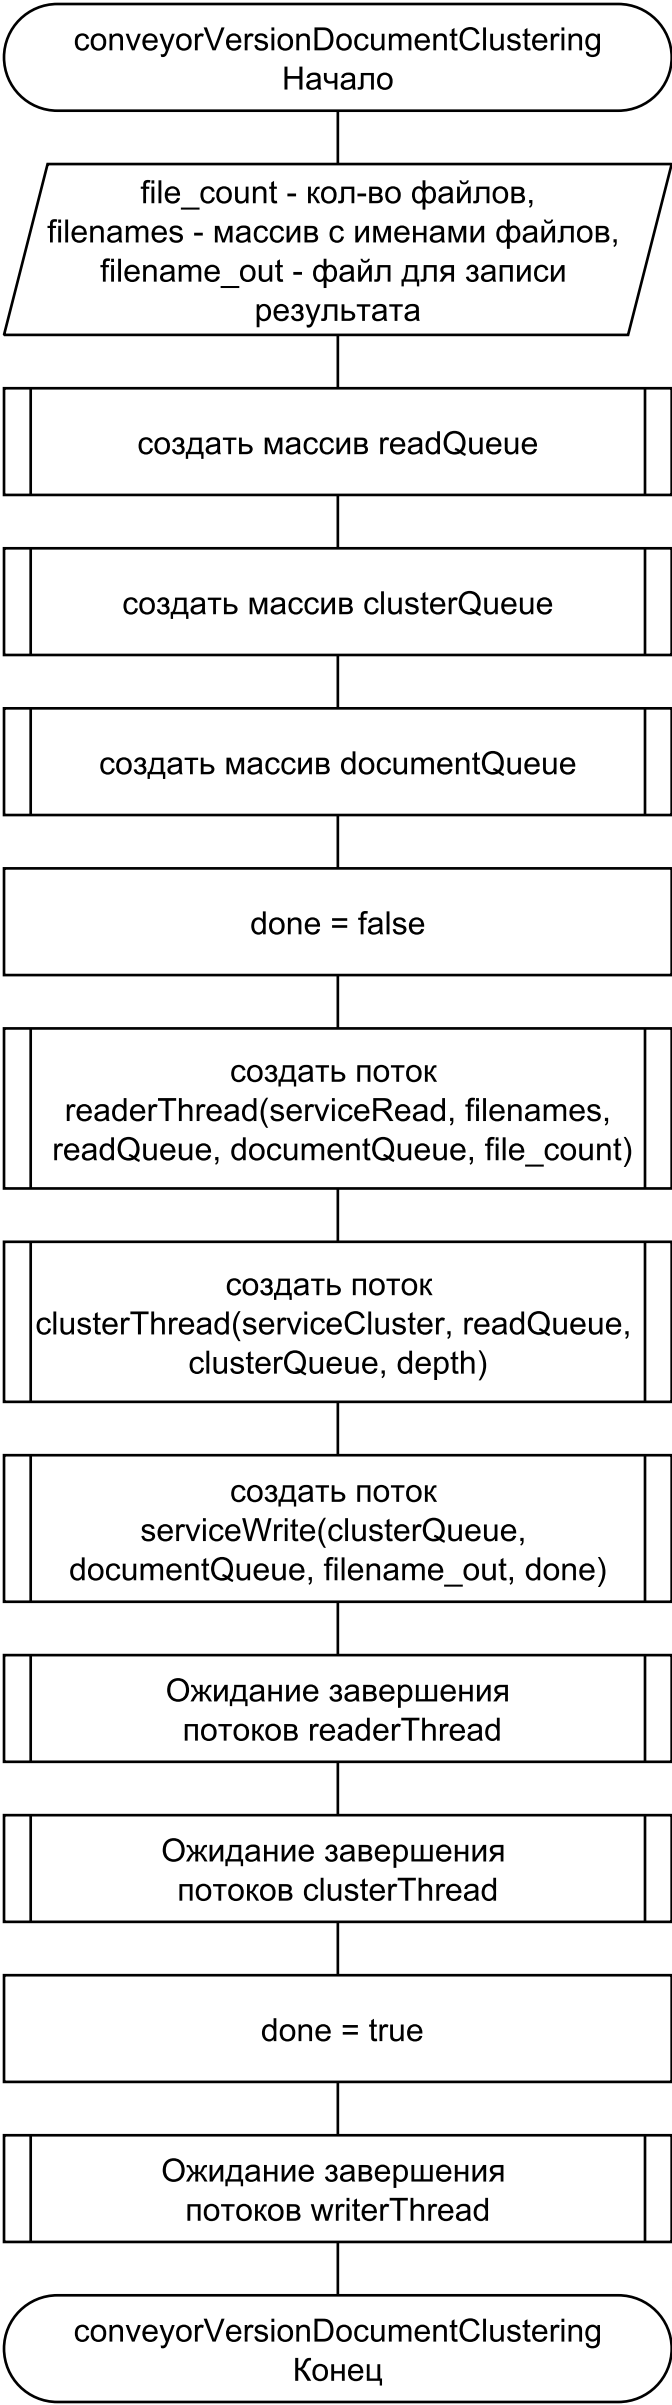 conveyorVersionDocumentClustering
Начало
file_count - кол-во файлов,
filenames - массив с именами файлов,
filename_out - файл для записи
результата
создать массив readQueue
создать массив clusterQueue
создать массив documentQueue
done = false
создать поток
readerThread(serviceRead, filenames,
readQueue, documentQueue, file_count)
создать поток
clusterThread(serviceCluster, readQueue,
clusterQueue, depth)
создать поток
serviceWrite(clusterQueue,
documentQueue, filename_out, done)
Ожидание завершения
потоков readerThread
Ожидание завершения
потоков clusterThread
done = true
Ожидание завершения
потоков writerThread
conveyorVersionDocumentClustering
Конец